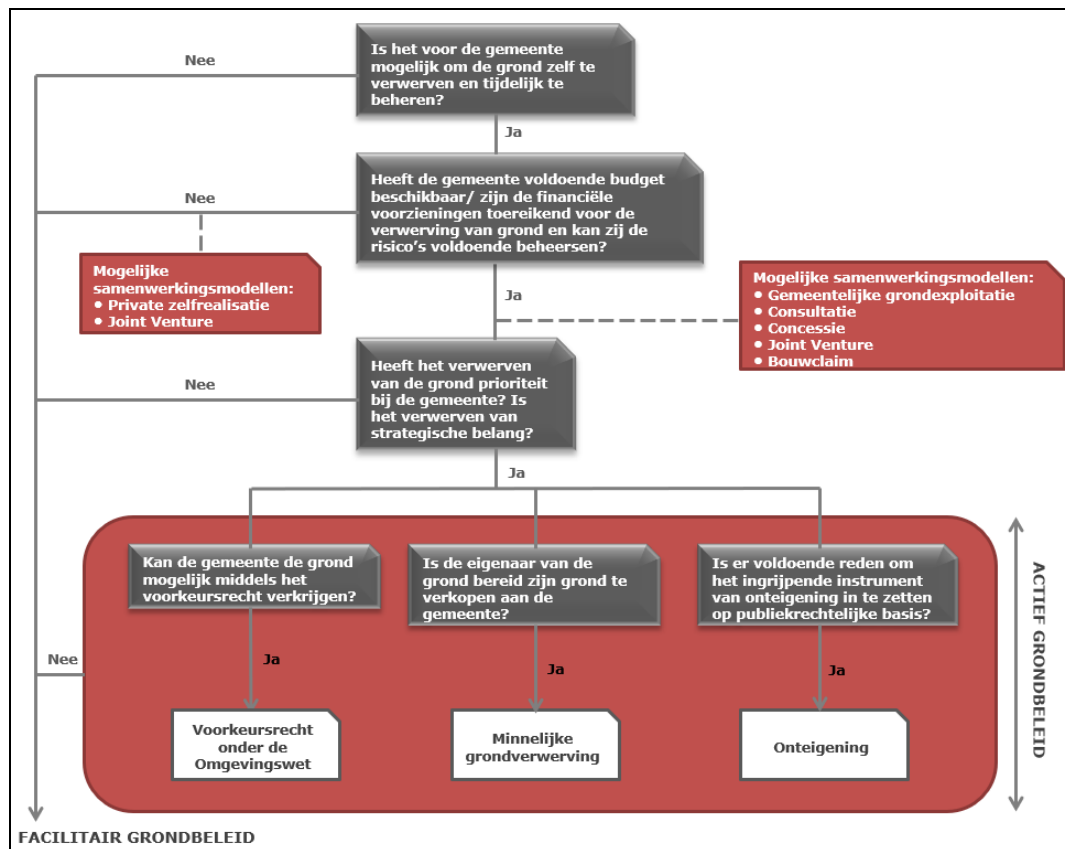 Is het voor de gemeente
mogelijk om de grond zelf te
verwerven en tijdelijk te
beheren?
Nee
Ja
Heeft de gemeente voldoende budget
beschikbaar/ zijn de financiële
voorzieningen toereikend voor de
verwerving van grond en kan zij de
risico's voldoende beheersen?
Nee
Mogelijke
samenwerkingsmodellen:
• Private zelfrealisatie
• Joint Venture
Ja
Mogelijke samenwerkingsmodellen:
• Gemeentelijke grondexploitatie
• Consultatie
• Concessie
• Joint Venture
• Bouwclaim
Heeft het verwerven
van de grond prioriteit
bij de gemeente? Is
het verwerven van
strategische belang?
Nee
Ja
Kan de gemeente de grond
mogelijk middels het
voorkeursrecht verkrijgen?
Is de eigenaar van de
grond bereid zijn grond te
verkopen aan de
gemeente?
Is er voldoende reden om
het ingrijpende instrument
van onteigening in te zetten
op publiekrechtelijke basis?
Nee
Ja
Ja
Ja
Voorkeursrecht
onder de
Omgevingswet
Minnelijke
grondverwerving
Onteigening
ACTIEF GRONDBELEID
FACILITAIR GRONDBELEID